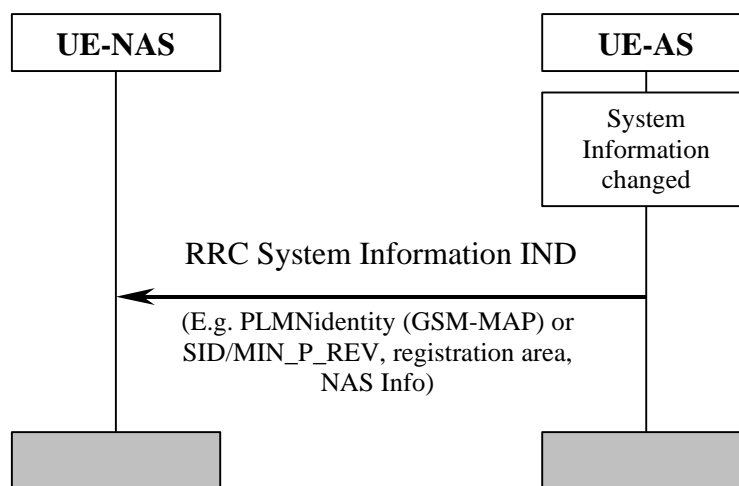 UE-NAS
UE-AS
System
Information
changed
RRC System Information IND
(E.g. PLMNidentity (GSM-MAP) or
SID/MIN_P_REV, registration area,
NAS Info)